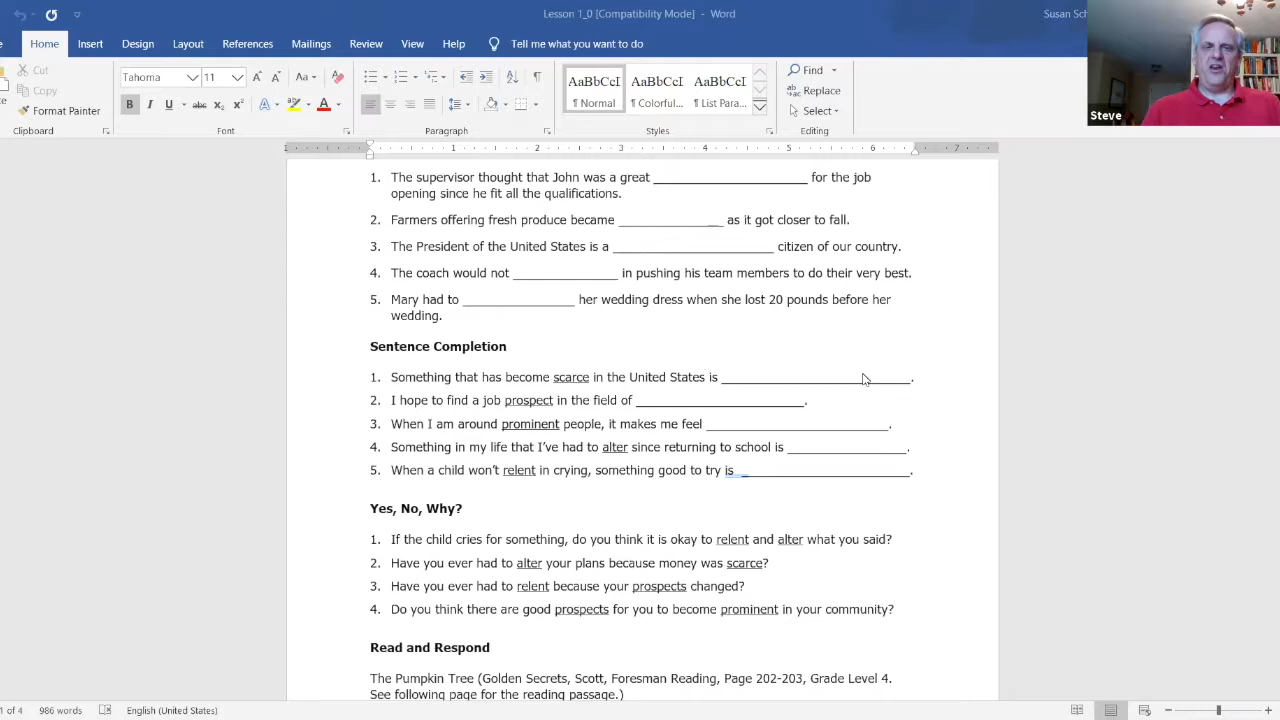 Lesson 1_0 [Compatibility Mode] - Word
Susan Sch
Home Insert Design Layout References Mailings Review View Help Tell me what you want to do
Cut
Copy
Format Painter
Clipboard
Tahoma 11
Font
Paragraph
AaBbCcI AaBbCcI AaBbCcI
¶ Normal ¶ Colorful... ¶ List Para...
Styles
Find
Replace
Select
Editing
Steve
1 1 2 3 4 5 6 7
1. The supervisor thought that John was a great ______________________ for the job
opening since he fit all the qualifications.
2. Farmers offering fresh produce became _______________ as it got closer to fall.
3. The President of the United States is a _______________________ citizen of our country.
4. The coach would not _______________ in pushing his team members to do their very best.
5. Mary had to ________________ her wedding dress when she lost 20 pounds before her
wedding.
Sentence Completion
1. Something that has become scarce in the United States is ___________________________.
2. I hope to find a job prospect in the field of ________________________.
3. When I am around prominent people, it makes me feel __________________________.
4. Something in my life that I've had to alter since returning to school is _________________.
5. When a child won't relent in crying, something good to try is ________________________.
Yes, No, Why?
1. If the child cries for something, do you think it is okay to relent and alter what you said?
2. Have you ever had to alter your plans because money was scarce?
3. Have you ever had to relent because your prospects changed?
4. Do you think there are good prospects for you to become prominent in your community?
Read and Respond
The Pumpkin Tree (Golden Secrets, Scott, Foresman Reading, Page 202-203, Grade Level 4.
See following page for the reading passage.)
1 of 4 986 words English (United States)